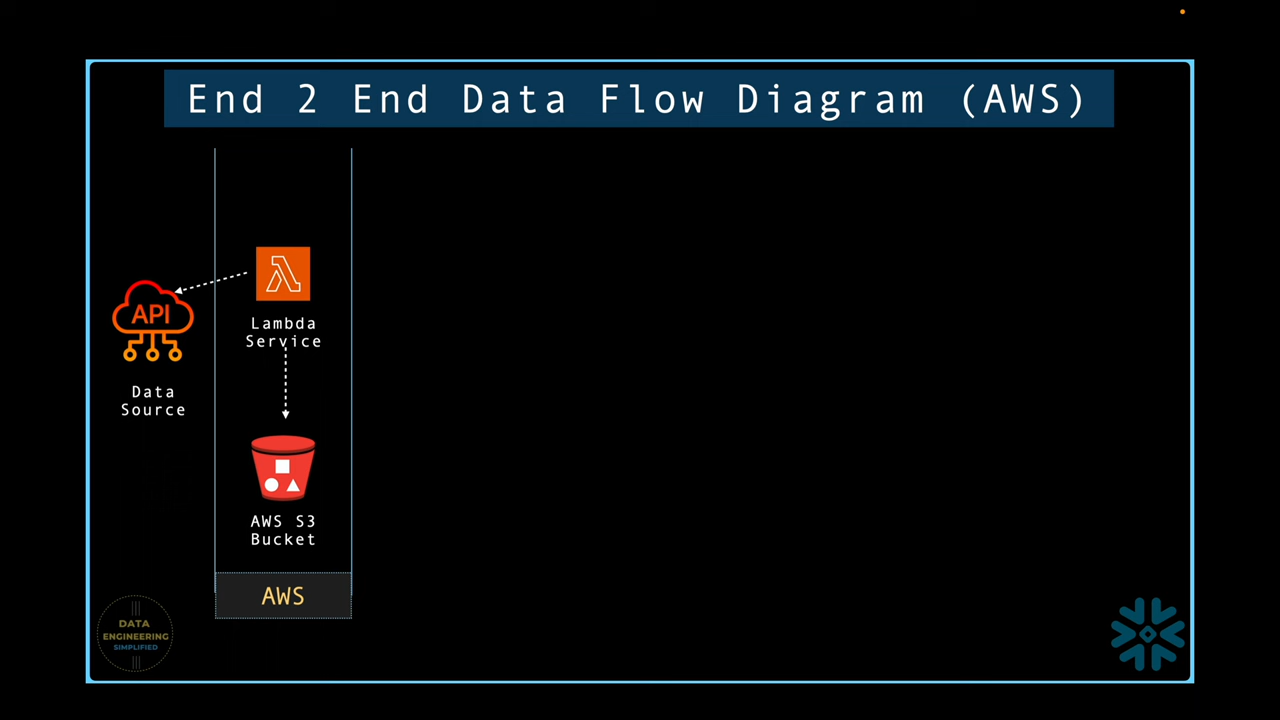 End 2 End Data Flow Diagram (AWS)
API
Data
Source
Lambda
Service
AWS S3
Bucket
AWS
DATA
ENGINEERING
SIMPLIFIED